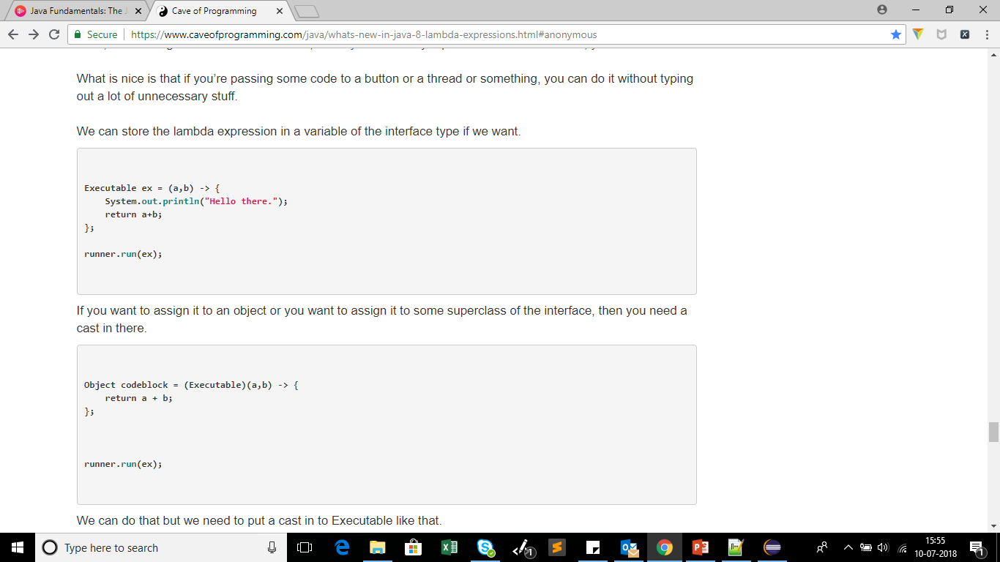 Java Fundamentals: The J
Cave of Programming
Secure
https://www.caveofprogramming.com/java/whats-new-in-java-8-lambda-expressions.html#anonymous
What is nice is that if you're passing some code to a button or a thread or something, you can do it without typing
out a lot of unnecessary stuff.
We can store the lambda expression in a variable of the interface type if we want.
Executable ex = (a,b) -> {
    System.out.println("Hello there.");
    return a+b;
};
runner.run(ex);
If you want to assign it to an object or you want to assign it to some superclass of the interface, then you need a
cast in there.
Object codeblock = (Executable)(a,b) -> {
    return a + b;
};
runner.run(ex);
We can do that but we need to put a cast in to Executable like that.
Type here to search
1
15:55
10-07-2018
1